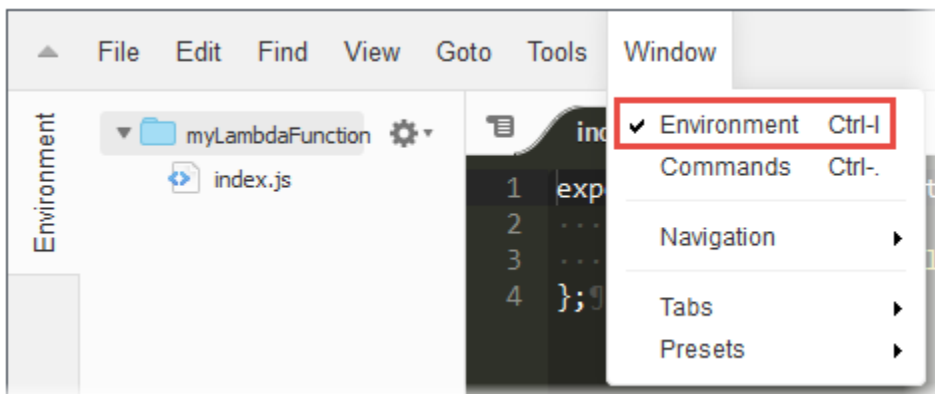 File Edit Find View Goto Tools Window
Environment
myLambdaFunction
index.js
Environment Ctrl-I
Commands Ctrl-.
Navigation
Tabs
Presets
1
2
3
4 };